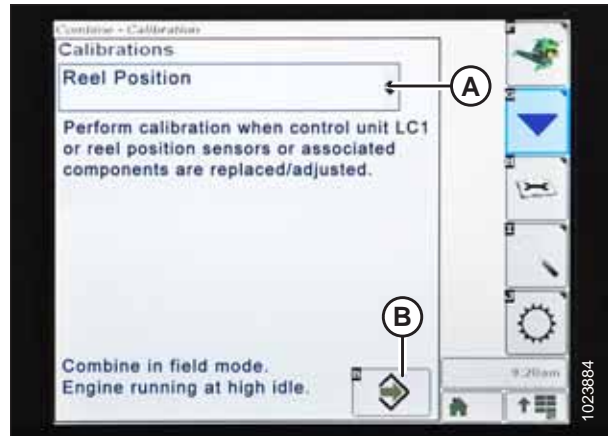 Combine - Calibration
Calibrations
Reel Position
A
Perform calibration when control unit LC1
or reel position sensors or associated
components are replaced/adjusted.
B
Combine in field mode.
Engine running at high idle.
9:20am
1023884